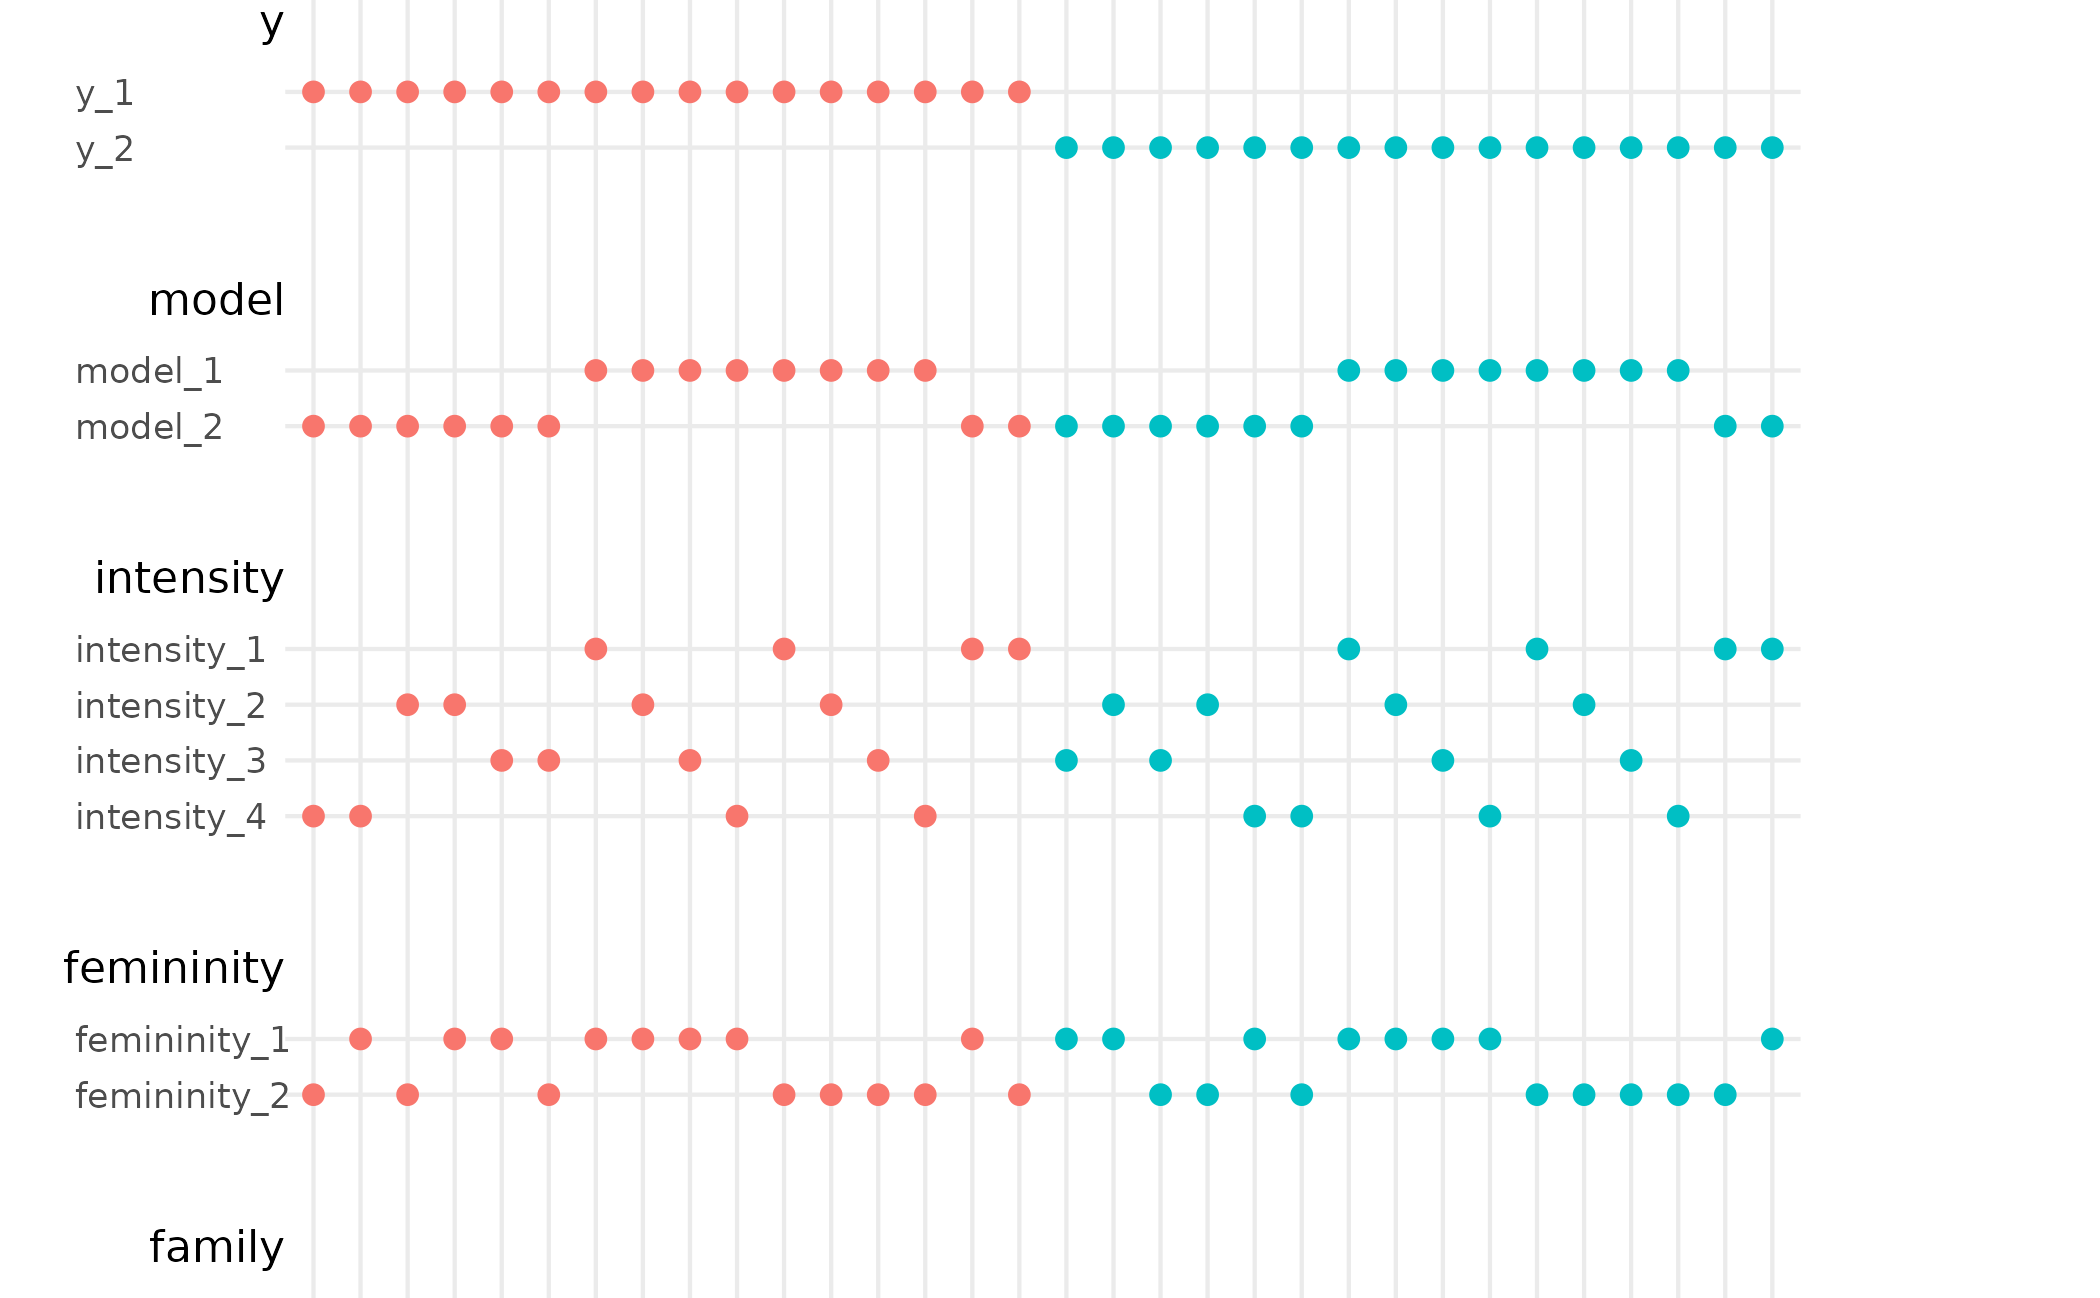 y
y_1
y_2
model
model_1
model_2
intensity
intensity_1
intensity_2
intensity_3
intensity_4
femininity
femininity_1
femininity_2
family